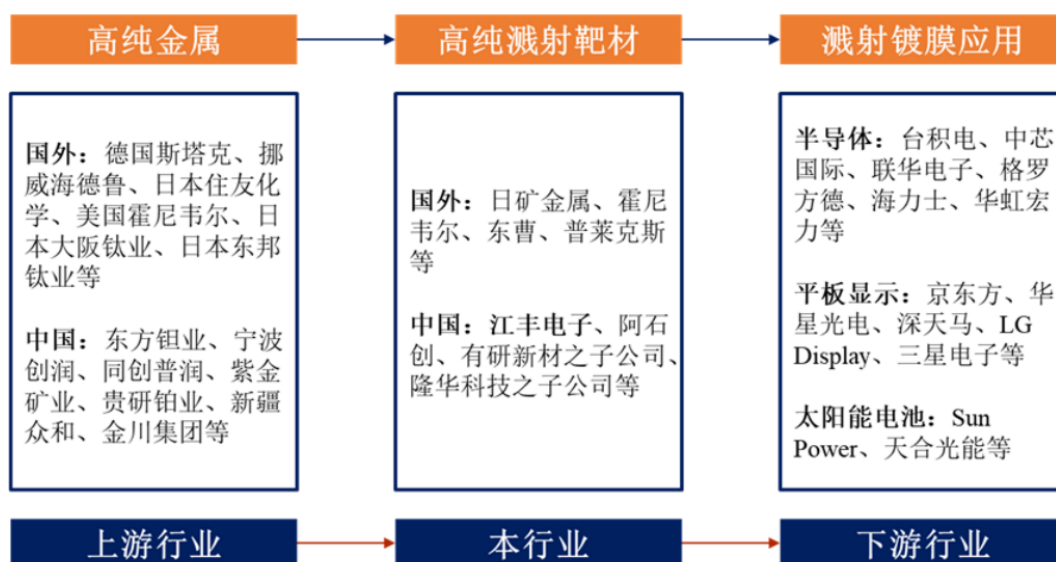 高纯金属
高纯溅射靶材
溅射镀膜应用
国外：德国斯塔克、挪
威海德鲁、日本住友化
学、美国霍尼韦尔、日
本大阪钛业、日本东邦
钛业等
中国：东方钽业、宁波
创润、同创普润、紫金
矿业、贵研铂业、新疆
众和、金川集团等
国外：日矿金属、霍尼
韦尔、东曹、普莱克斯
等
中国：江丰电子、阿石
创、有研新材之子公司、
隆华科技之子公司等
半导体：台积电、中芯
国际、联华电子、格罗
方德、海力士、华虹宏
力等
平板显示：京东方、华
星光电、深天马、LG
Display、三星电子等
太阳能电池：Sun
Power、天合光能等
上游行业
本行业
下游行业